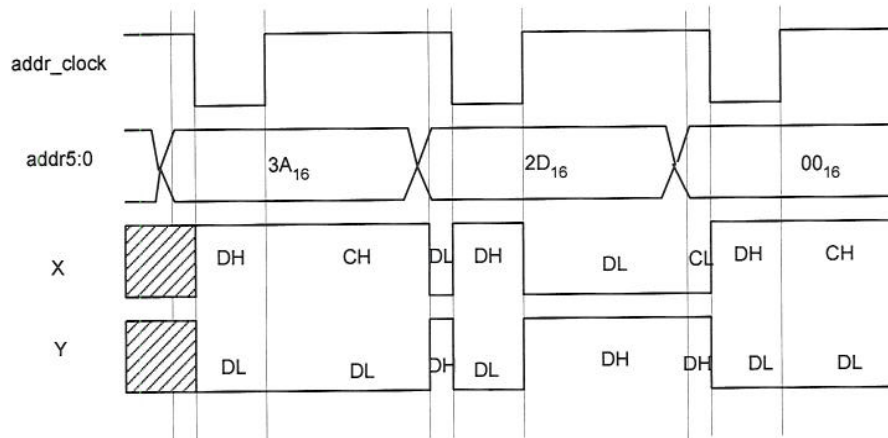 addr_clock
addr5:0 3A₁₆ 2D₁₆ 00₁₆
X DH CH DL DH DL CL DH CH
Y DL DL DH DL DH DH DL DL